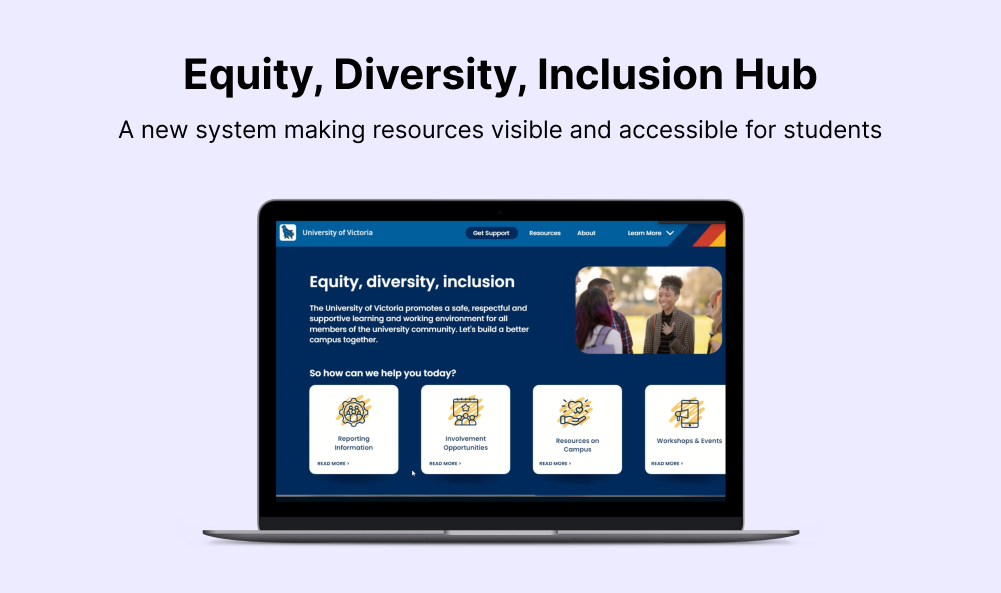 Equity, Diversity, Inclusion Hub
A new system making resources visible and accessible for students
University of Victoria
Get Support
Resources
About
Learn More
Equity, diversity, inclusion
The University of Victoria promotes a safe, respectful and
supportive learning and working environment for all
members of the university community. Let's build a better
campus together.
So how can we help you today?
Reporting
Information
READ MORE >
Involvement
Opportunities
READ MORE >
Resources on
Campus
READ MORE >
Workshops & Events
READ MORE >